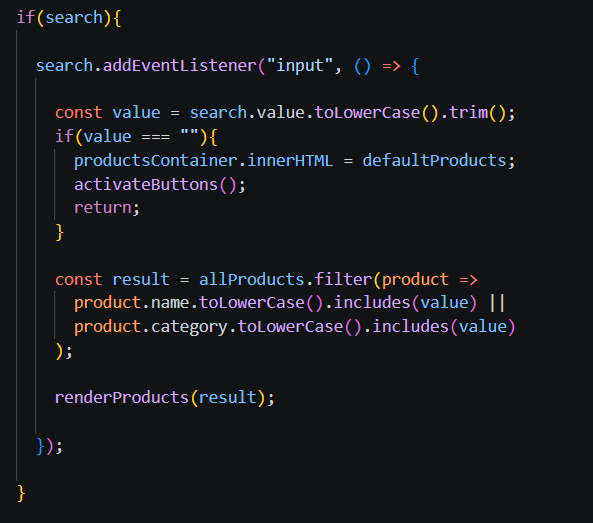 if(search){
search.addEventListener("input", () => {
const value = search.value.toLowerCase().trim();
if(value === ""){
productsContainer.innerHTML = defaultProducts;
activateButtons();
return;
}
const result = allProducts.filter(product =>
product.name.toLowerCase().includes(value) ||
product.category.toLowerCase().includes(value)
);
renderProducts(result);
});
}